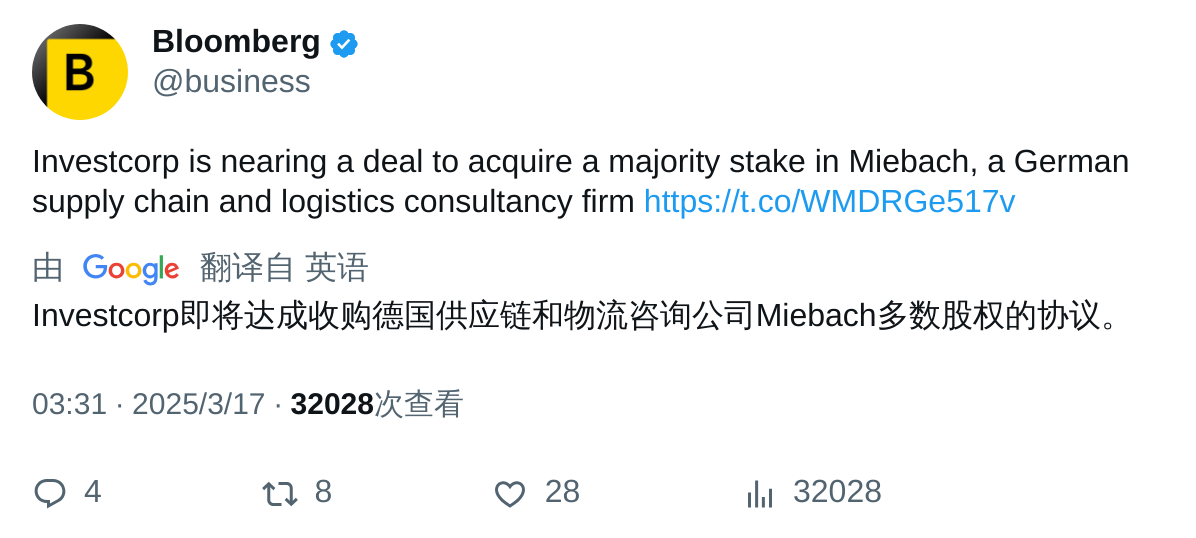 B
Bloomberg
@business
Investcorp is nearing a deal to acquire a majority stake in Miebach, a German
supply chain and logistics consultancy firm https://t.co/WMDRGe517v
由 Google 翻译自 英语
Investcorp即将达成收购德国供应链和物流咨询公司Miebach多数股权的协议。
03:31 · 2025/3/17 · 32028次查看
4 8 28 32028